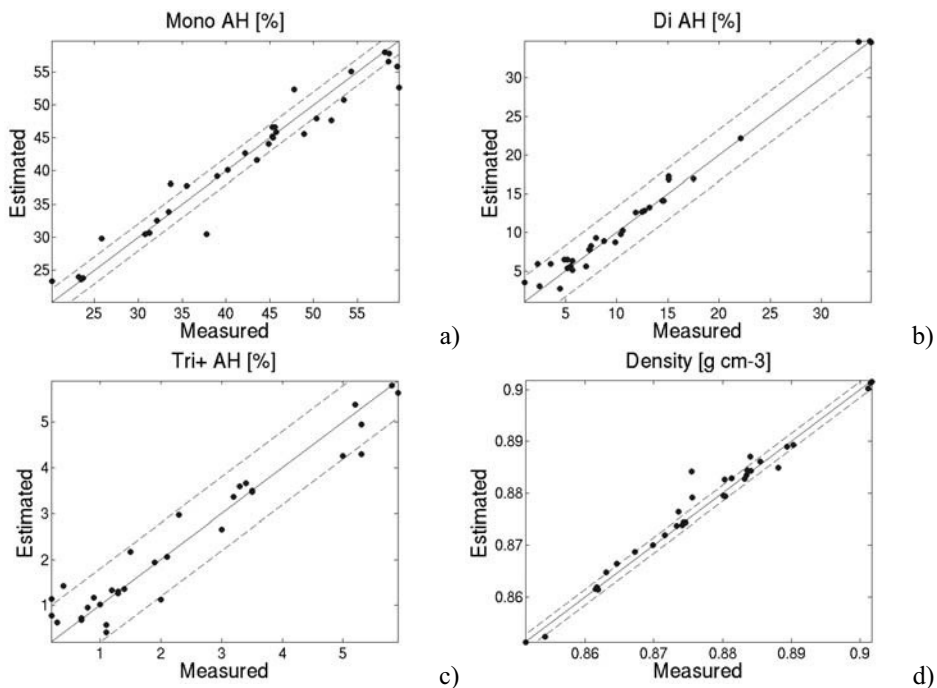 Mono AH [%]
Estimated
55
50
45
40
35
30
25
25 30 35 40 45 50 55
Measured
a)
Di AH [%]
Estimated
30
25
20
15
10
5
5 10 15 20 25 30
Measured
b)
Tri+ AH [%]
Estimated
5
4
3
2
1
1 2 3 4 5
Measured
c)
Density [g cm-3]
Estimated
0.9
0.89
0.88
0.87
0.86
0.86 0.87 0.88 0.89 0.9
Measured
d)